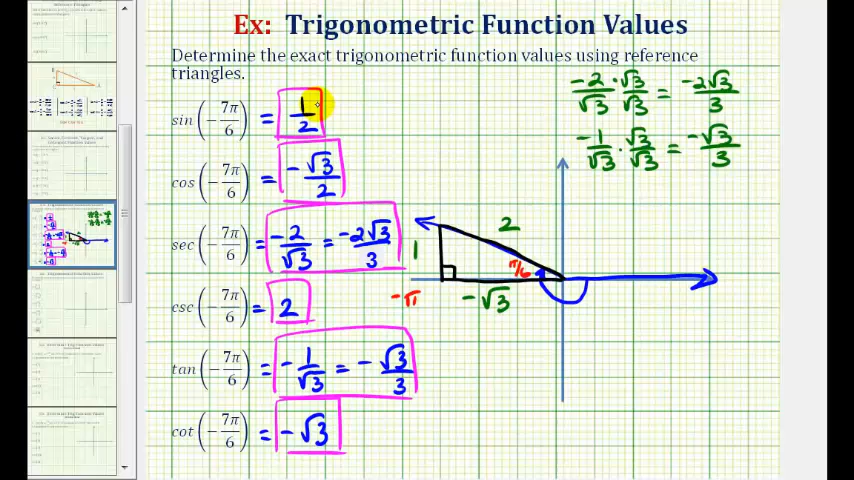 Ex: Trigonometric Function Values
Determine the exact trigonometric function values using reference
triangles.
sin(-7π/6) = 1/2
cos(-7π/6) = -√3/2
sec(-7π/6) = -2/√3 = -2√3/3
csc(-7π/6) = 2
tan(-7π/6) = -1/√3 = -√3/3
cot(-7π/6) = -√3
-2/√3 · √3/√3 = -2√3/3
-1/√3 · √3/√3 = -√3/3
2
1
π/6
-π
-√3